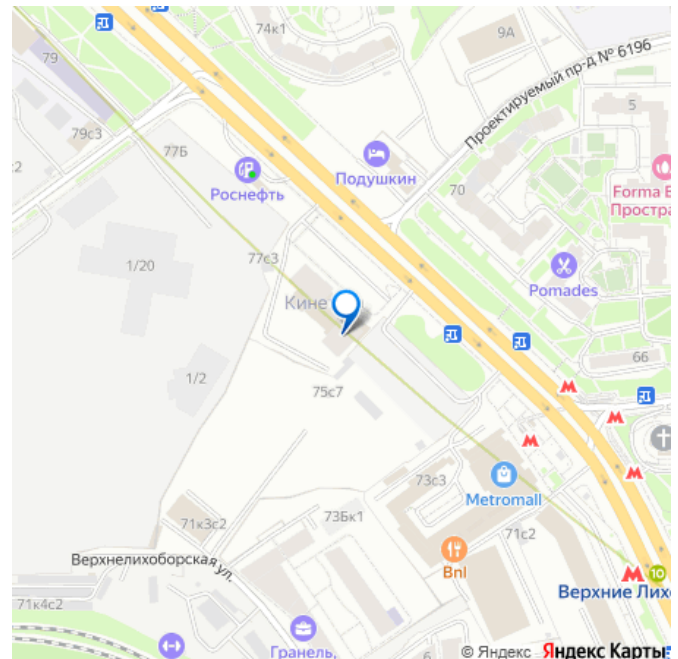 74к1
9А
Проектируемый пр-д № 6196
79
5
79с3
2
77Б
Подушкин
Роснефть
70
Forma B
Простра
77с3
1/20
Pomades
Кине
66
1/2
75с7
73с3
Metromall
71к3с2
73Бк1
71с2
Верхнелихоборская ул.
Bnl
10
Верхние Лихо
71к4с2
Гранель,
© Яндекс Яндекс Карты